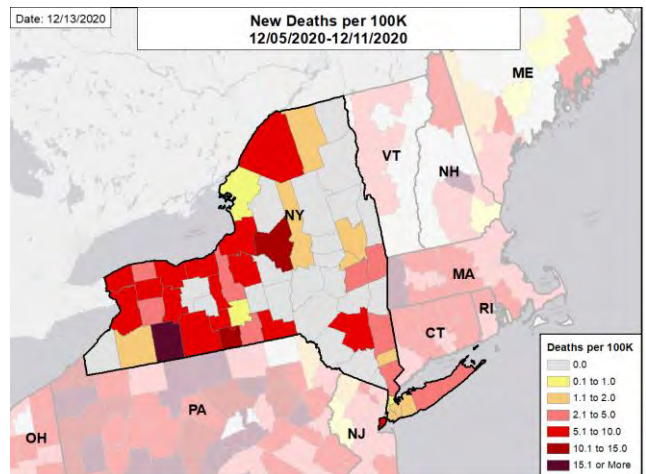 Date: 12/13/2020
New Deaths per 100K
12/05/2020-12/11/2020
ME
VT
NH
NY
MA
CT
RI
PA
OH
NJ
Deaths per 100K
0.0
0.1 to 1.0
1.1 to 2.0
2.1 to 5.0
5.1 to 10.0
10.1 to 15.0
15.1 or More